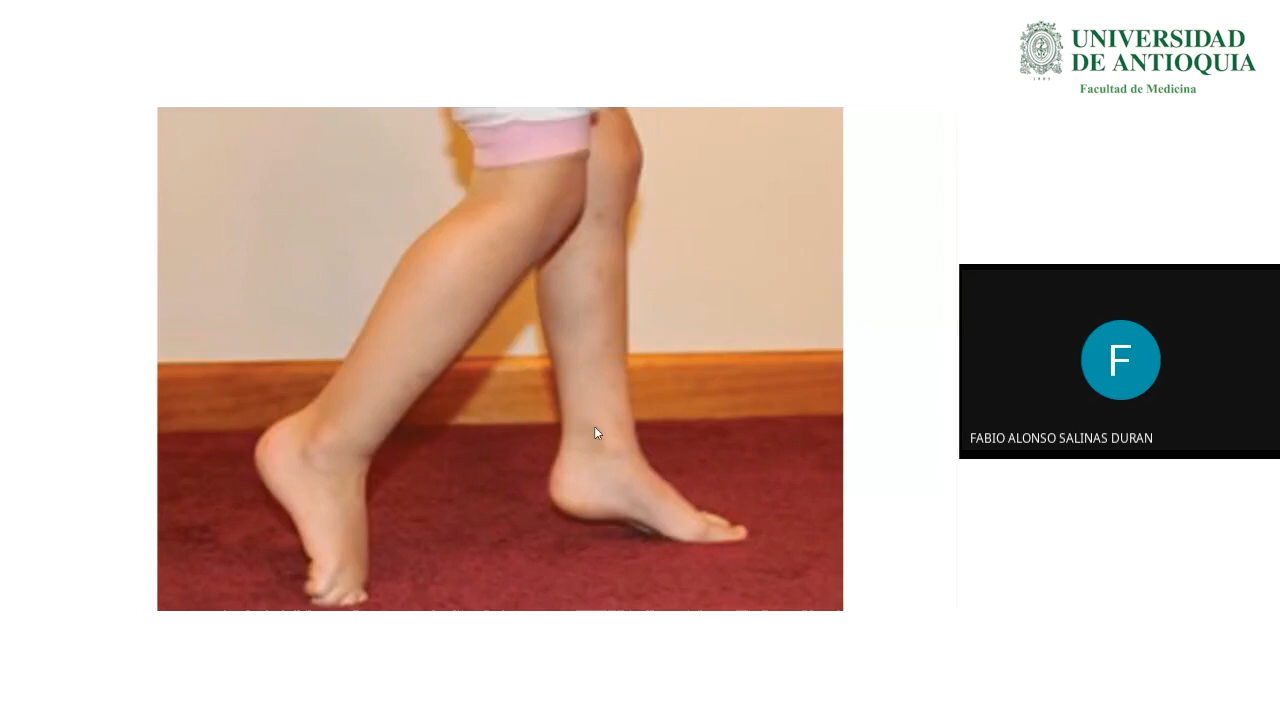 UNIVERSIDAD
DE ANTIOQUIA
Facultad de Medicina
F
FABIO ALONSO SALINAS DURAN